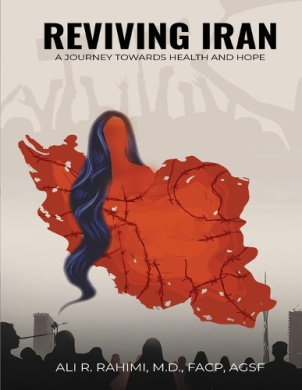 REVIVING IRAN
A JOURNEY TOWARDS HEALTH AND HOPE
ALI R. RAHIMI, M.D., FACP, AGSF